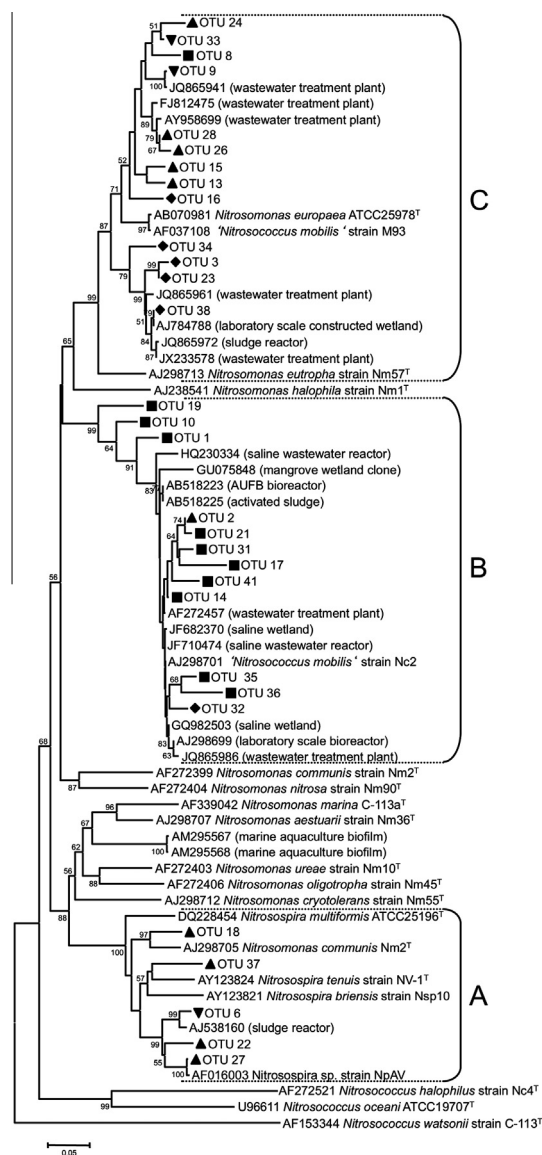 OTU 24
OTU 33
OTU 8
OTU 9
JQ865941 (wastewater treatment plant)
FJ812475 (wastewater treatment plant)
AY958699 (wastewater treatment plant)
OTU 28
OTU 26
OTU 15
OTU 13
OTU 16
AB070981 Nitrosomonas europaea ATCC25978T
AF037108 'Nitrosococcus mobilis' strain M93
OTU 34
OTU 3
OTU 23
JQ865961 (wastewater treatment plant)
OTU 38
AJ784788 (laboratory scale constructed wetland)
JQ865972 (sludge reactor)
JX233578 (wastewater treatment plant)
AJ298713 Nitrosomonas eutropha strain Nm57T
C
AJ238541 Nitrosomonas halophila strain Nm1T
OTU 19
OTU 10
OTU 1
HQ230334 (saline wastewater reactor)
GU075848 (mangrove wetland clone)
AB518223 (AUFB bioreactor)
AB518225 (activated sludge)
OTU 2
OTU 21
OTU 31
OTU 17
OTU 41
OTU 14
AF272457 (wastewater treatment plant)
JF682370 (saline wetland)
JF710474 (saline wastewater reactor)
AJ298701 'Nitrosococcus mobilis' strain Nc2
OTU 35
OTU 36
OTU 32
GQ982503 (saline wetland)
AJ298699 (laboratory scale bioreactor)
JQ865986 (wastewater treatment plant)
B
AF272399 Nitrosomonas communis strain Nm2T
AF272404 Nitrosomonas nitrosa strain Nm90T
AF339042 Nitrosomonas marina C-113aT
AJ298707 Nitrosomonas aestuarii strain Nm36T
AM295567 (marine aquaculture biofilm)
AM295568 (marine aquaculture biofilm)
AF272403 Nitrosomonas ureae strain Nm10T
AF272406 Nitrosomonas oligotropha strain Nm45T
AJ298712 Nitrosomonas cryotolerans strain Nm55T
DQ228454 Nitrosospira multiformis ATCC25196T
OTU 18
AJ298705 Nitrosomonas communis Nm2T
OTU 37
AY123824 Nitrosospira tenuis strain NV-1T
AY123821 Nitrosospira briensis strain Nsp10
OTU 6
AJ538160 (sludge reactor)
OTU 22
OTU 27
AF016003 Nitrosospira sp. strain NpAV
A
AF272521 Nitrosococcus halophilus strain Nc4T
U96611 Nitrosococcus oceani ATCC19707T
AF153344 Nitrosococcus watsonii strain C-113T
0.05
51
100
89
79
67
52
71
97
87
79
99
99
51
84
87
99
65
99
64
91
83
74
64
68
83
63
56
68
87
96
67
100
62
56
88
88
100
97
57
99
99
55
100
99